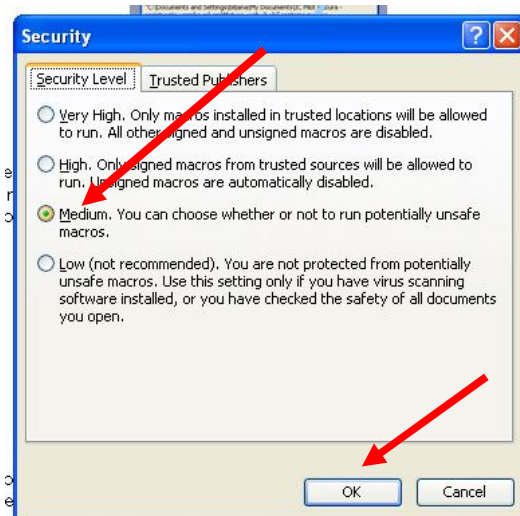 "C:\Documents and Settings\
Security
Security Level Trusted Publishers
Very High. Only macros installed in trusted locations will be allowed
to run. All other signed and unsigned macros are disabled.
High. Only signed macros from trusted sources will be allowed to
run. Unsigned macros are automatically disabled.
Medium. You can choose whether or not to run potentially unsafe
macros.
Low (not recommended). You are not protected from potentially
unsafe macros. Use this setting only if you have virus scanning
software installed, or you have checked the safety of all documents
you open.
OK Cancel